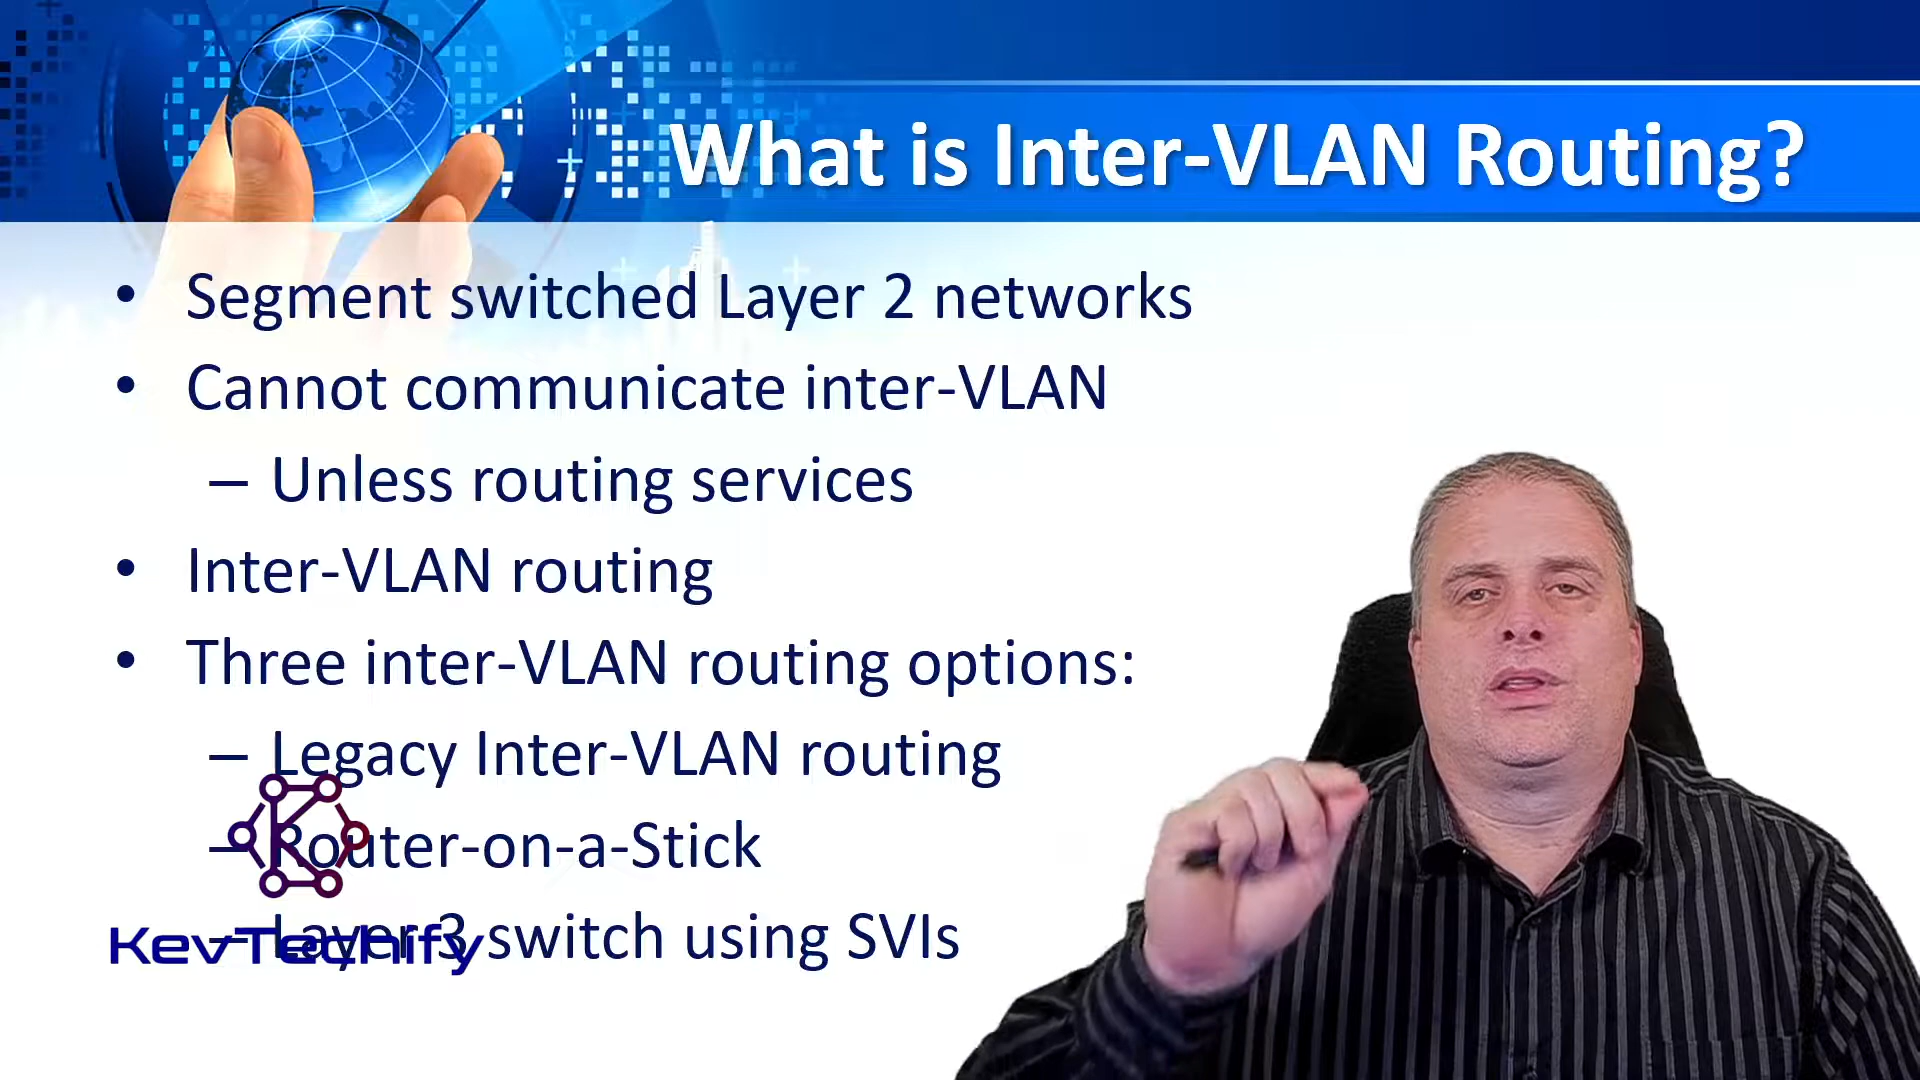 What is Inter-VLAN Routing?
• Segment switched Layer 2 networks
• Cannot communicate inter-VLAN
– Unless routing services
• Inter-VLAN routing
• Three inter-VLAN routing options:
– Legacy Inter-VLAN routing
– Router-on-a-Stick
– Layer 3 switch using SVIs
KevTechify